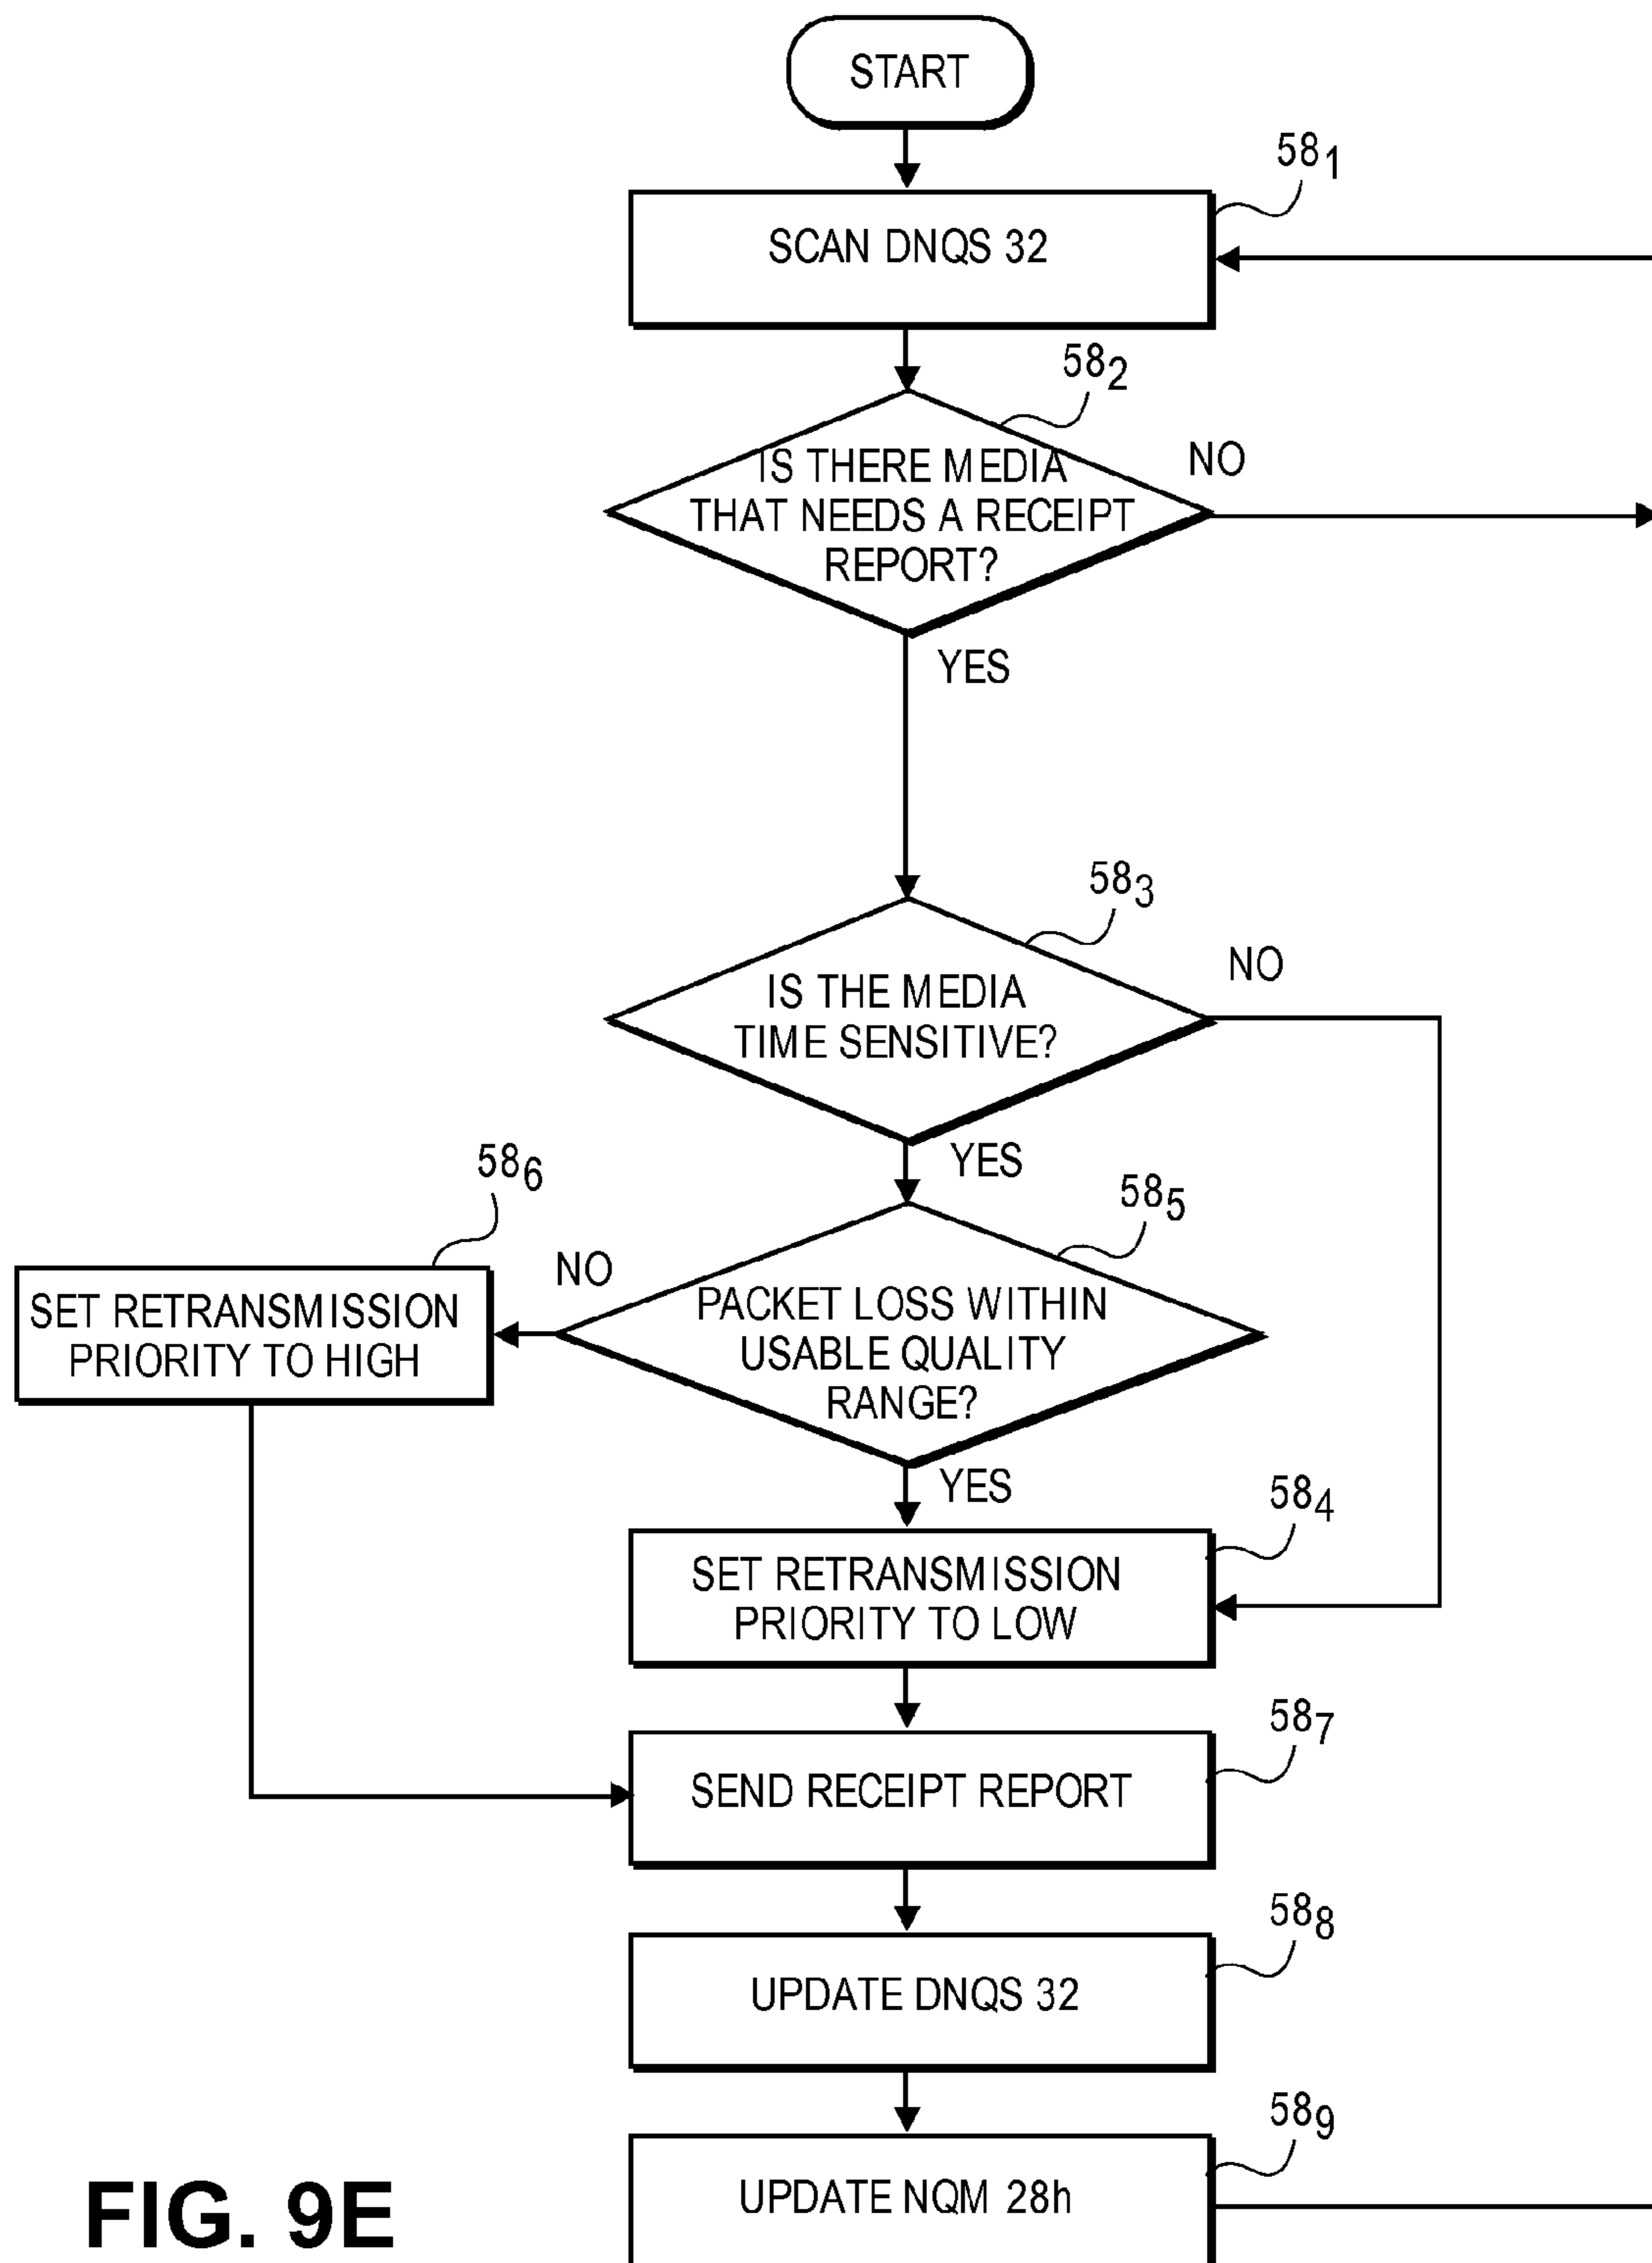 START
58₁
SCAN DNQS 32
58₂
IS THERE MEDIA
THAT NEEDS A RECEIPT
REPORT?
NO
YES
58₃
IS THE MEDIA
TIME SENSITIVE?
NO
YES
58₅
PACKET LOSS WITHIN
USABLE QUALITY
RANGE?
NO
58₆
SET RETRANSMISSION
PRIORITY TO HIGH
YES
58₄
SET RETRANSMISSION
PRIORITY TO LOW
58₇
SEND RECEIPT REPORT
58₈
UPDATE DNQS 32
58₉
UPDATE NQM 28h
FIG. 9E